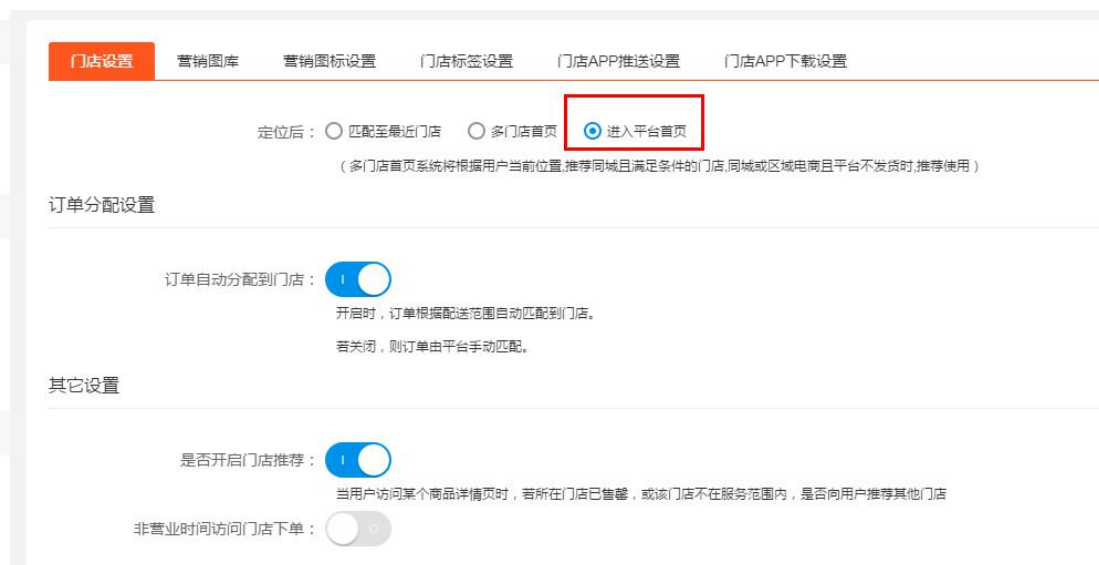 门店设置 营销图库 营销图标设置 门店标签设置 门店APP推送设置 门店APP下载设置
定位后： 匹配至最近门店 多门店首页 进入平台首页
（多门店首页系统将根据用户当前位置,推荐同城且满足条件的门店,同城或区域电商且平台不发货时,推荐使用）
订单分配设置
订单自动分配到门店：
开启时，订单根据配送范围自动匹配到门店。
若关闭，则订单由平台手动匹配。
其它设置
是否开启门店推荐：
当用户访问某个商品详情页时，若所在门店已售罄，或该门店不在服务范围内，是否向用户推荐其他门店
非营业时间访问门店下单：